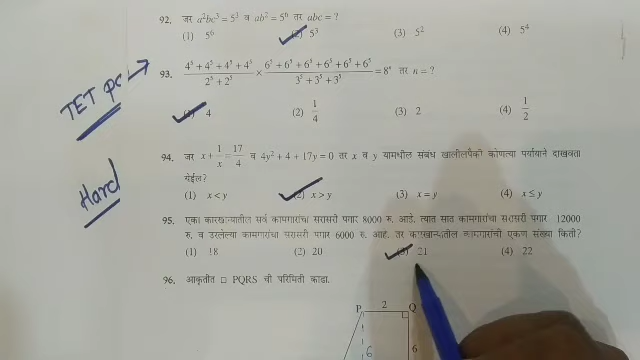 92. जर a²bc³ = 5³ व ab² = 5⁶ तर abc = ?
(1) 5⁶ (2) 5³ (3) 5² (4) 5⁴
93. (4⁵ + 4⁵ + 4⁵ + 4⁵)/(2⁵ + 2⁵) × (6⁵ + 6⁵ + 6⁵ + 6⁵ + 6⁵ + 6⁵)/(3⁵ + 3⁵ + 3⁵) = 8ⁿ तर n = ?
TET pc
4 (2) 1/4 (3) 2 (4) 1/2
94. जर x + 1/x = 17/4 व 4y² + 4 + 17y = 0 तर x व y यामधील संबंध खालीलपैकी कोणत्या पर्यायाने दाखवता
येईल?
Hard
(1) x < y (2) x > y (3) x = y (4) x ≤ y
95. एका कारखान्यातील सर्व कामगारांचा सरासरी पगार 8000 रु. आहे. त्यात सात कामगारांचा सरासरी पगार 12000
रु. व उरलेल्या कामगारांचा सरासरी पगार 6000 रु. आहे. तर कारखान्यातील कामगारांची एकूण संख्या किती?
(1) 18 (2) 20 (3) 21 (4) 22
96. आकृतीत □ PQRS ची परिमिती काढा.
P 2 Q
6 6